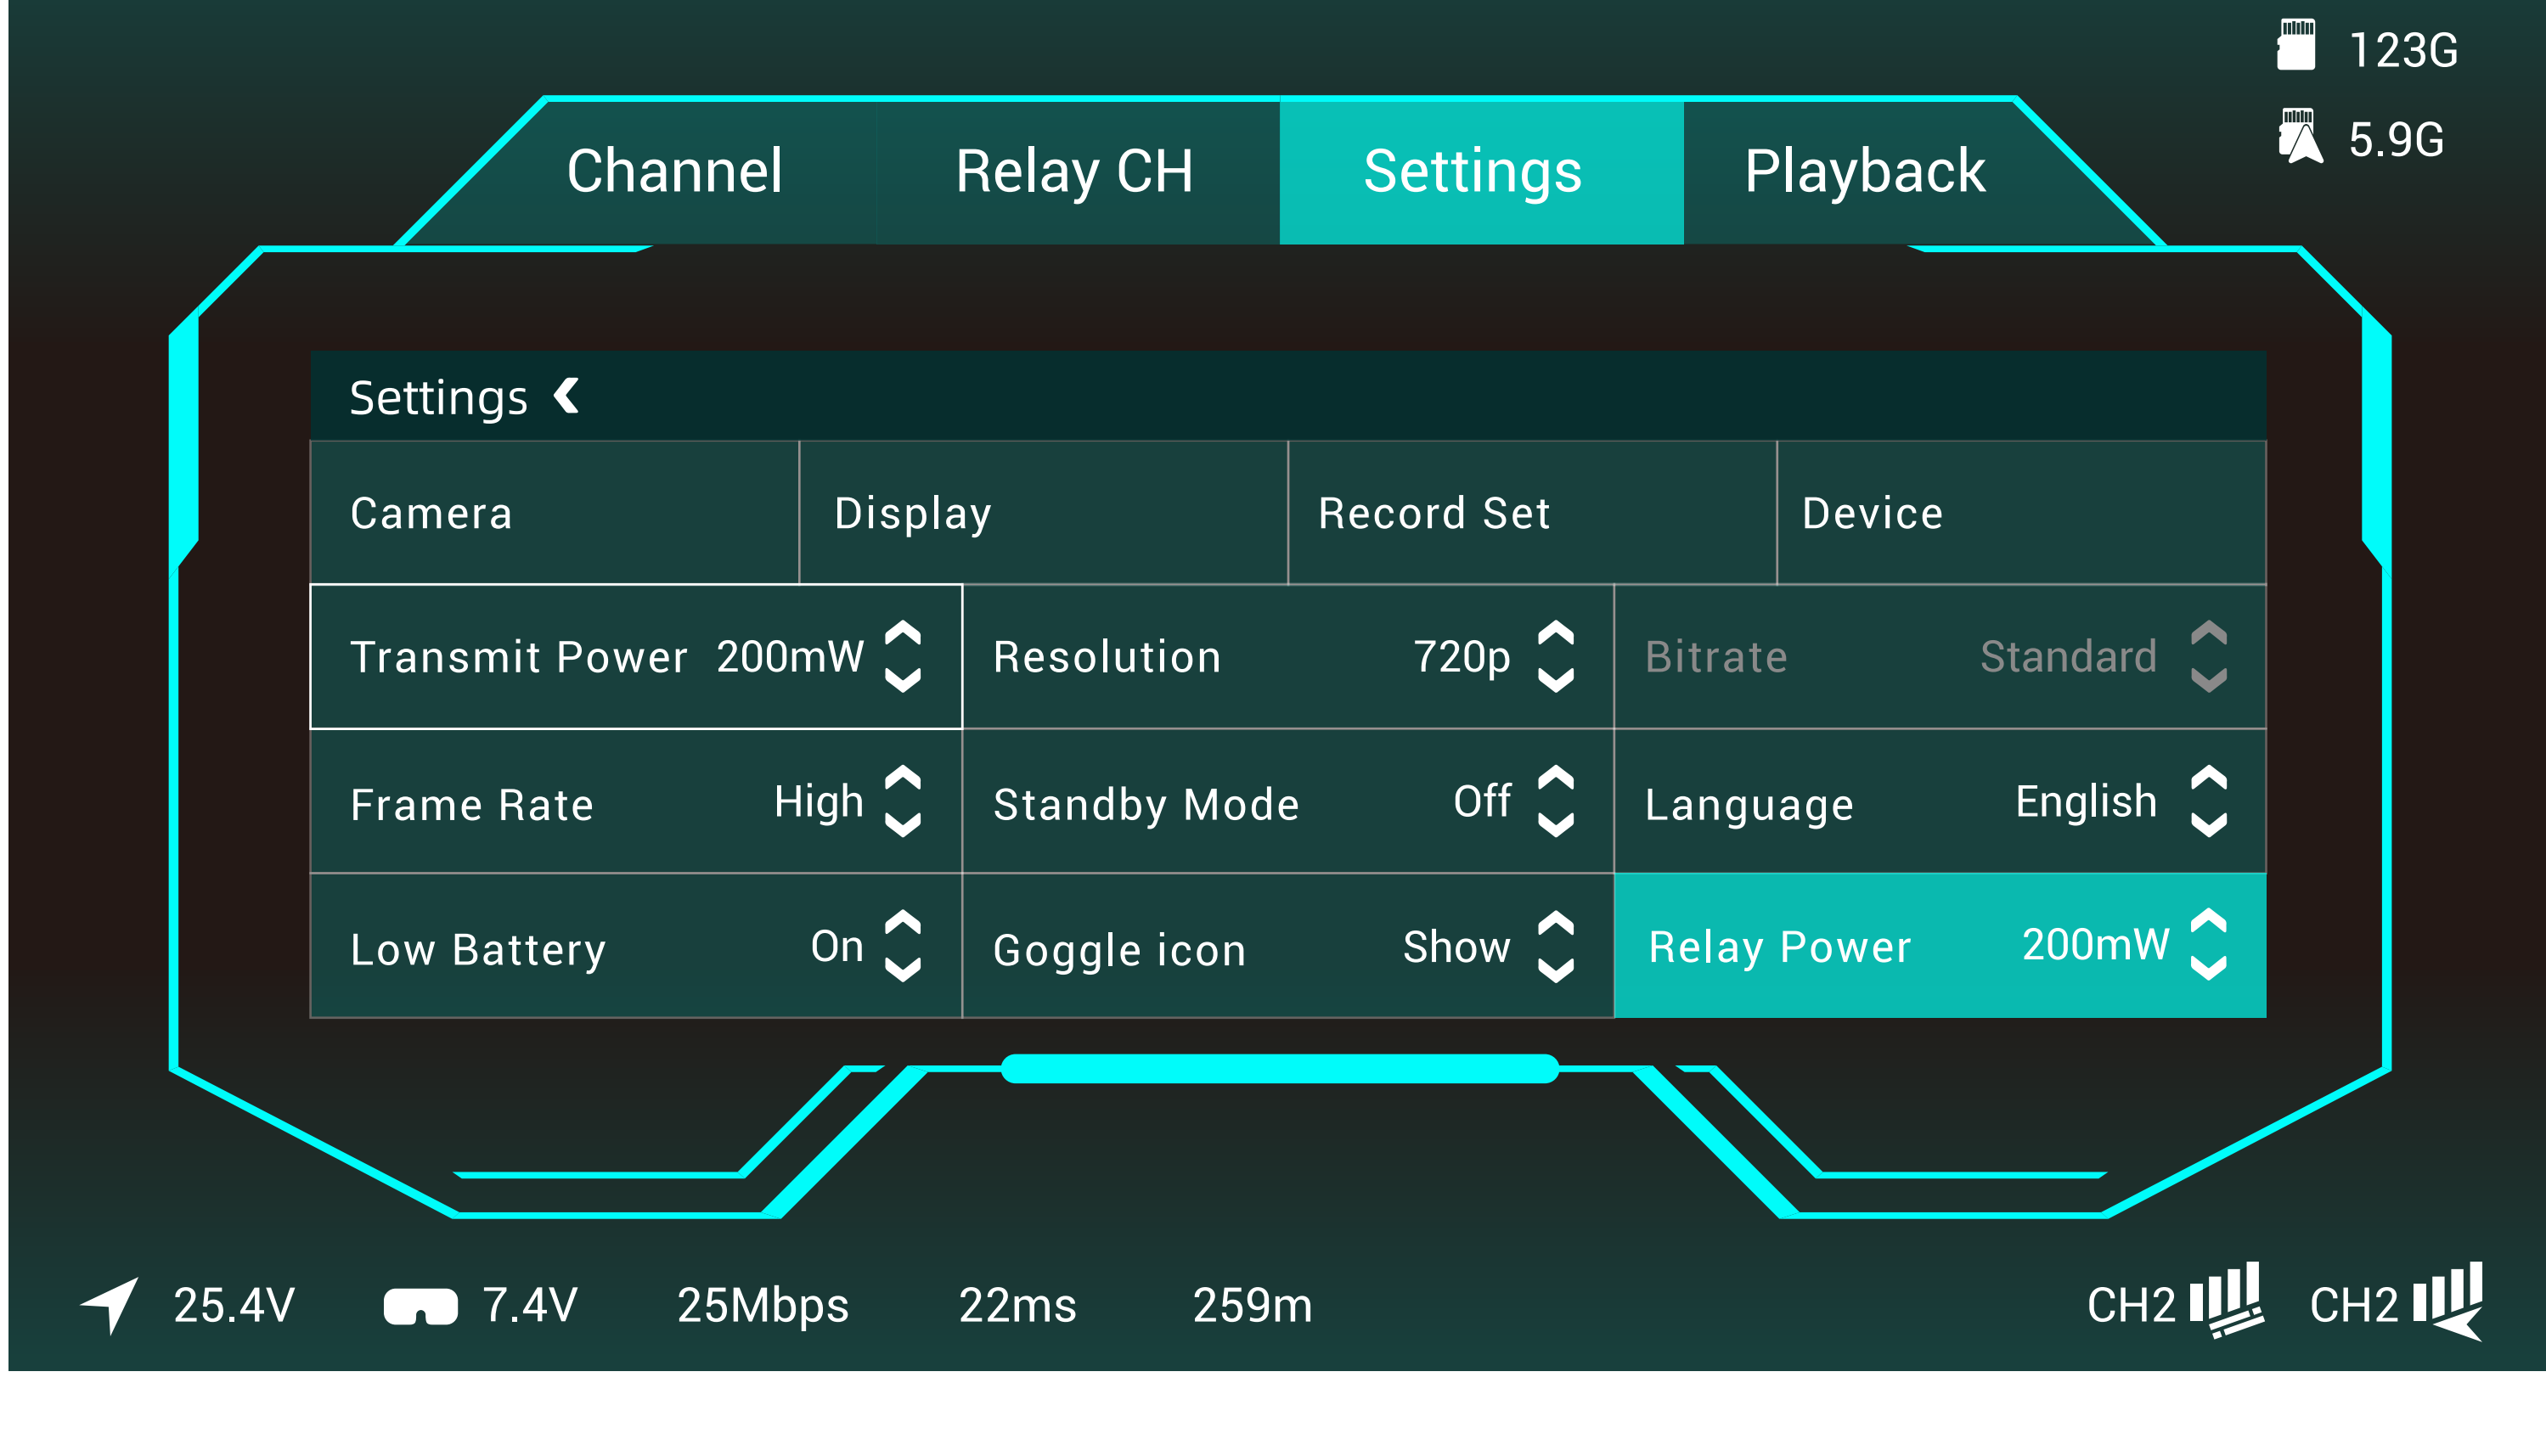 123G
5.9G
Channel Relay CH Settings Playback
Settings
Camera Display Record Set Device
Transmit Power 200mW Resolution 720p Bitrate Standard
Frame Rate High Standby Mode Off Language English
Low Battery On Goggle icon Show Relay Power 200mW
25.4V 7.4V 25Mbps 22ms 259m CH2 CH2